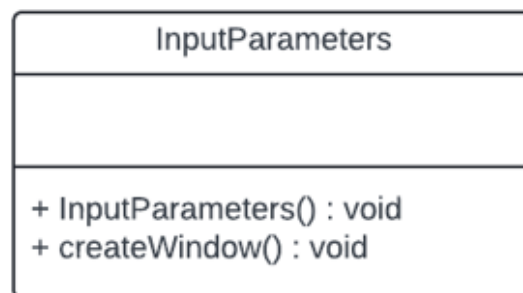 InputParameters
+ InputParameters() : void
+ createWindow() : void